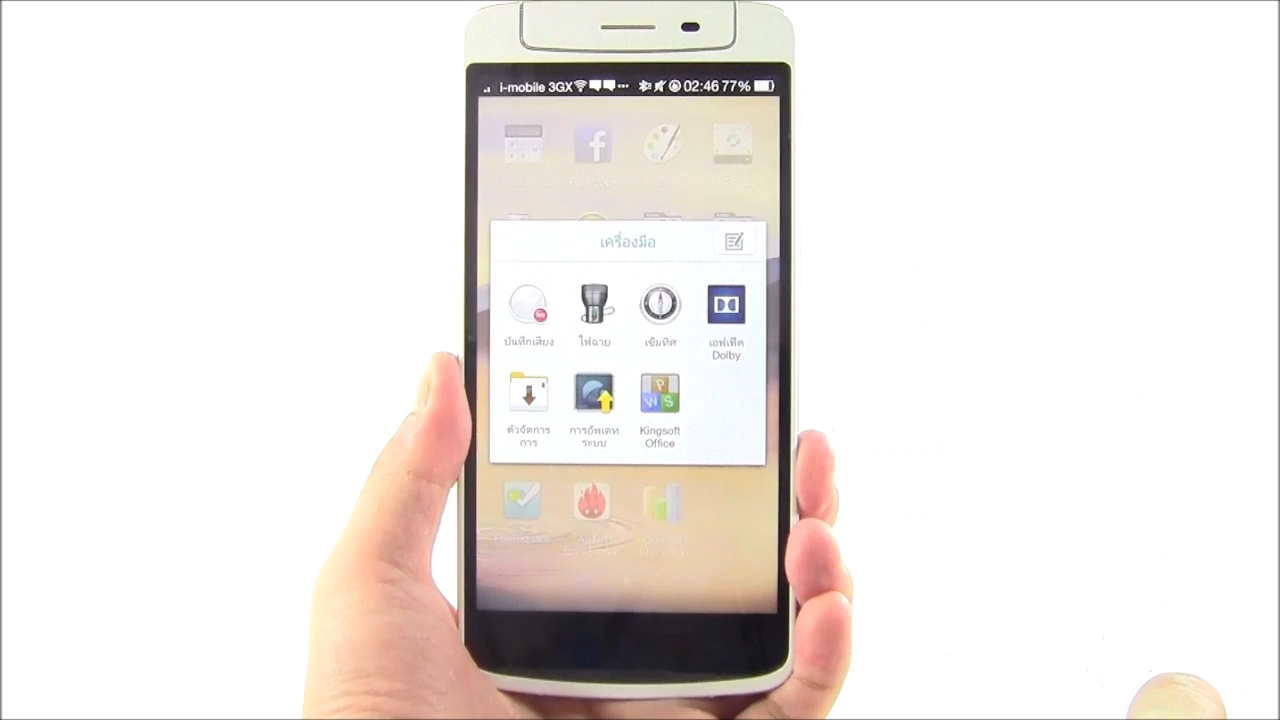 i-mobile 3GX 02:46 77%
เครื่องมือ
บันทึกเสียง ไฟฉาย เข็มทิศ เอฟเฟ็ค
Dolby
ตัวจัดการ การอัพเดท Kingsoft
การ ระบบ Office